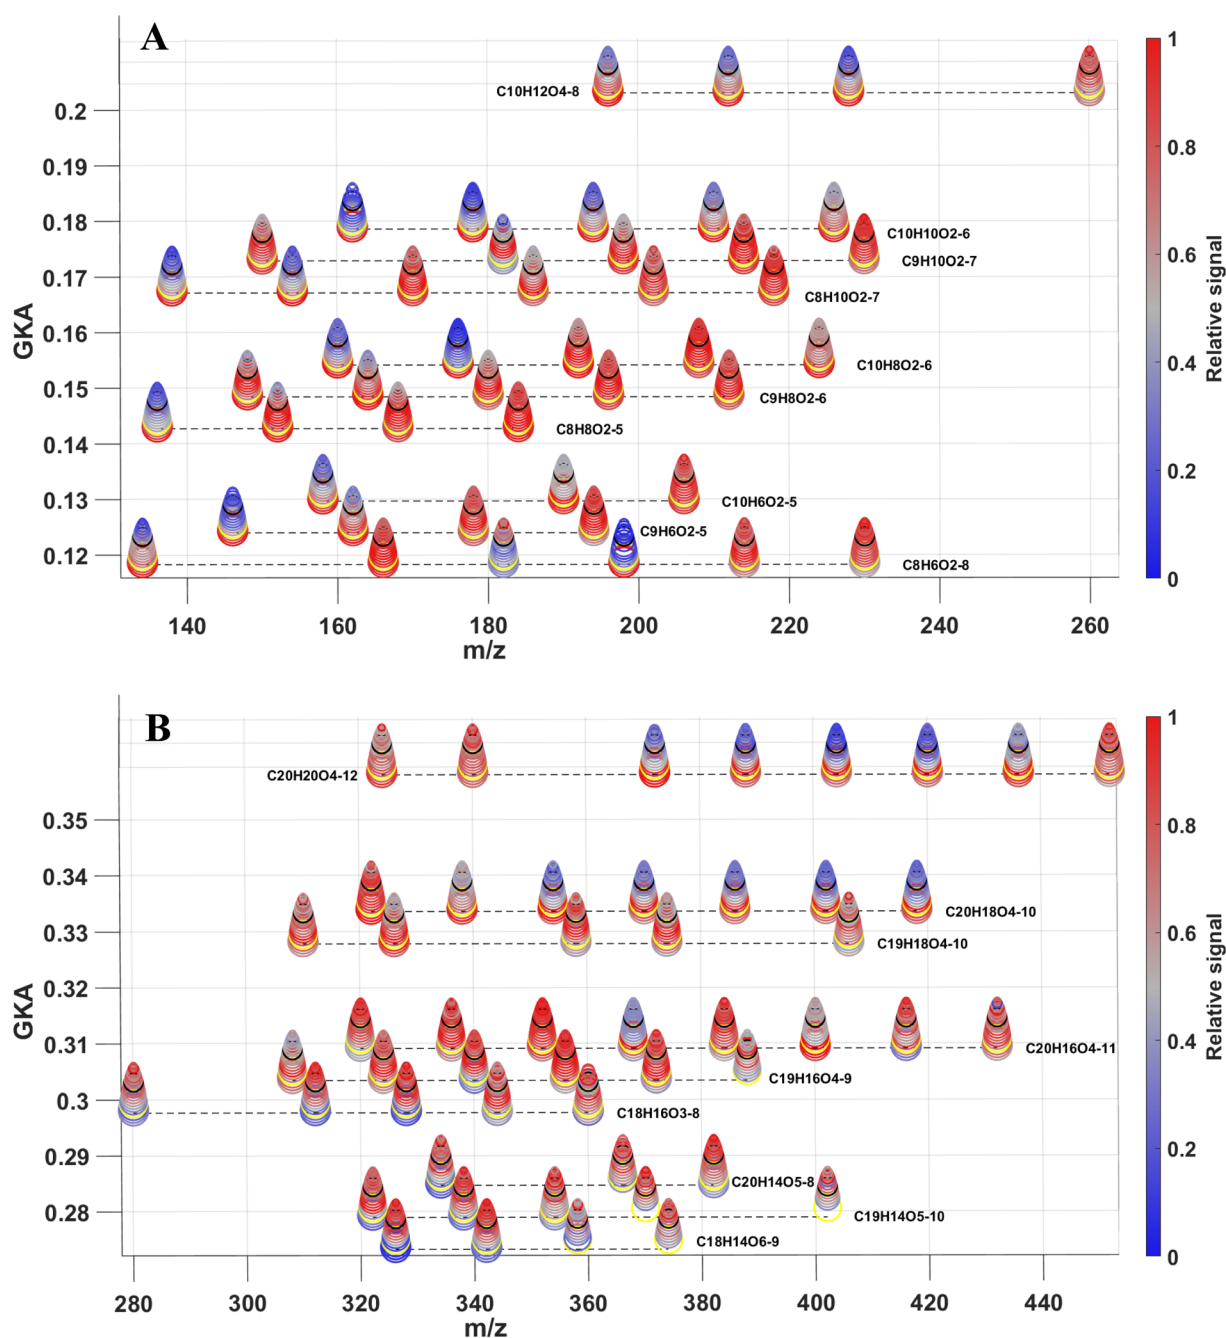 A
C10H12O4-8
C10H10O2-6
C9H10O2-7
C8H10O2-7
C10H8O2-6
C9H8O2-6
C8H8O2-5
C10H6O2-5
C9H6O2-5
C8H6O2-8
GKA
0.2
0.19
0.18
0.17
0.16
0.15
0.14
0.13
0.12
140 160 180 200 220 240 260
m/z
1
0.8
0.6
0.4
0.2
0
Relative signal
B
C20H20O4-12
C20H18O4-10
C19H18O4-10
C20H16O4-11
C19H16O4-9
C18H16O3-8
C20H14O5-8
C19H14O5-10
C18H14O6-9
GKA
0.35
0.34
0.33
0.32
0.31
0.3
0.29
0.28
280 300 320 340 360 380 400 420 440
m/z
1
0.8
0.6
0.4
0.2
0
Relative signal